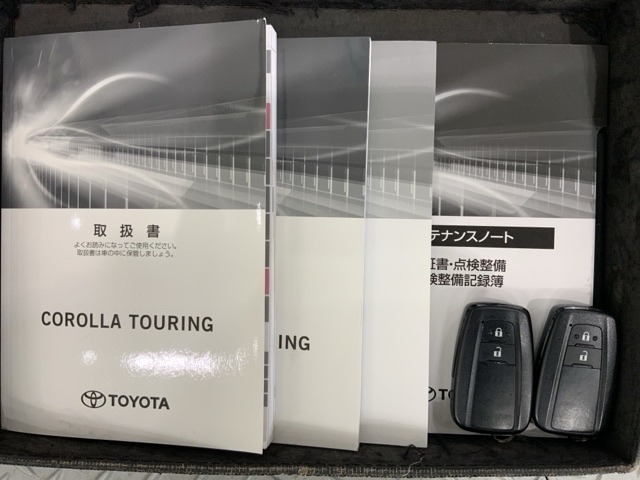 取扱書
よくお読みになってご使用ください。
取扱書は車の中に保管しましょう。
COROLLA TOURING
TOYOTA
ING
テナンスノート
証書・点検整備
検整備記録簿